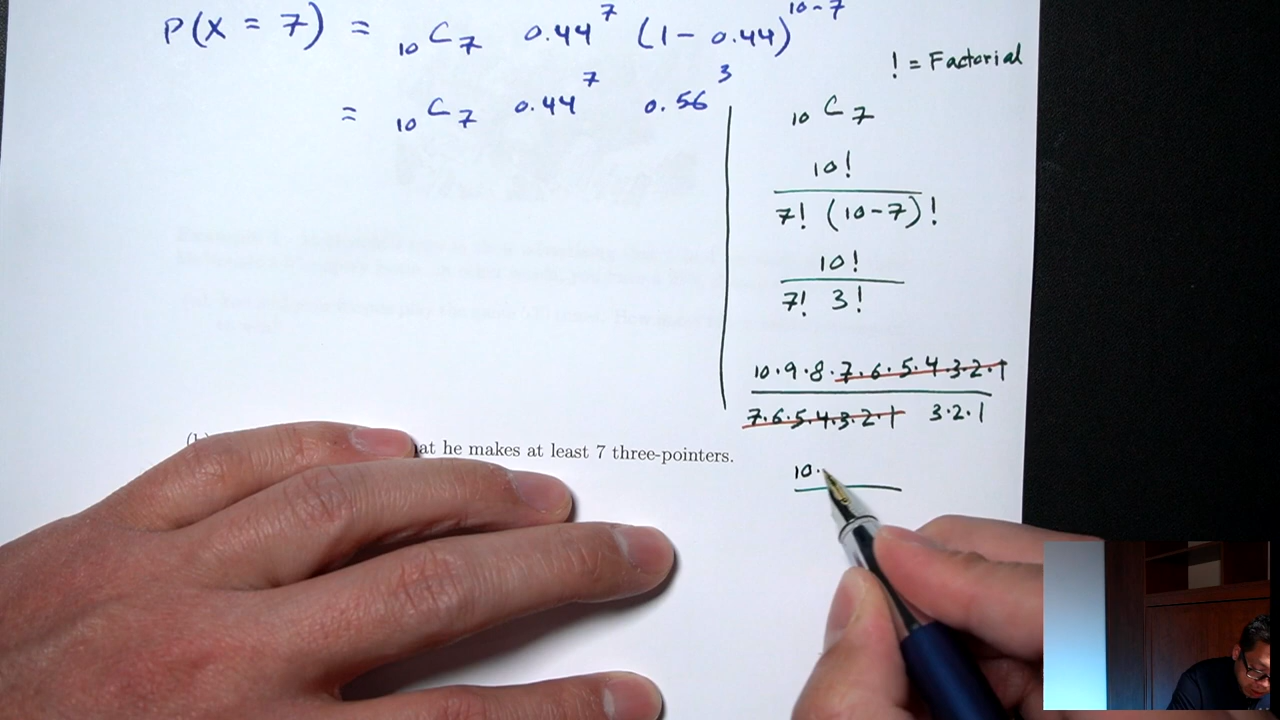 P(X = 7) = ₁₀C₇ 0.44⁷ (1 - 0.44)¹⁰⁻⁷
= ₁₀C₇ 0.44⁷ 0.56³
! = Factorial
₁₀C₇
10!
7! (10-7)!
10!
7! 3!
10·9·8·7·6·5·4·3·2·1
7·6·5·4·3·2·1 3·2·1
at he makes at least 7 three-pointers.
10·